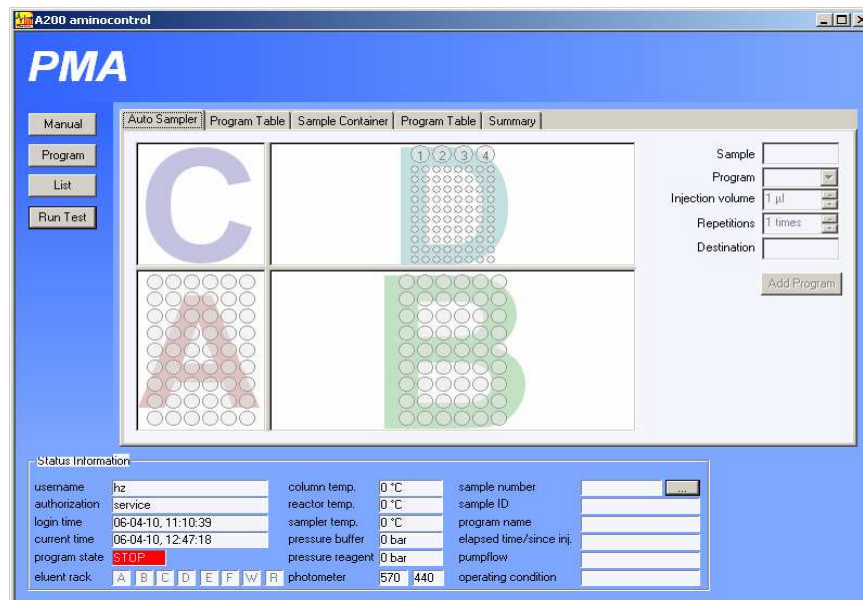 A200 aminocontrol
PMA
Manual
Program
List
Run Test
Auto Sampler Program Table Sample Container Program Table Summary
C
1 2 3 4
D
A
B
Sample
Program
Injection volume 1 µl
Repetitions 1 times
Destination
Add Program
Status Information
username hz column temp. 0 °C sample number ...
authorization service reactor temp. 0 °C sample ID
login time 06-04-10, 11:10:39 sampler temp. 0 °C program name
current time 06-04-10, 12:47:18 pressure buffer 0 bar elapsed time/since inj.
program state STOP pressure reagent 0 bar pumpflow
eluent rack A B C D E F W R photometer 570 440 operating condition